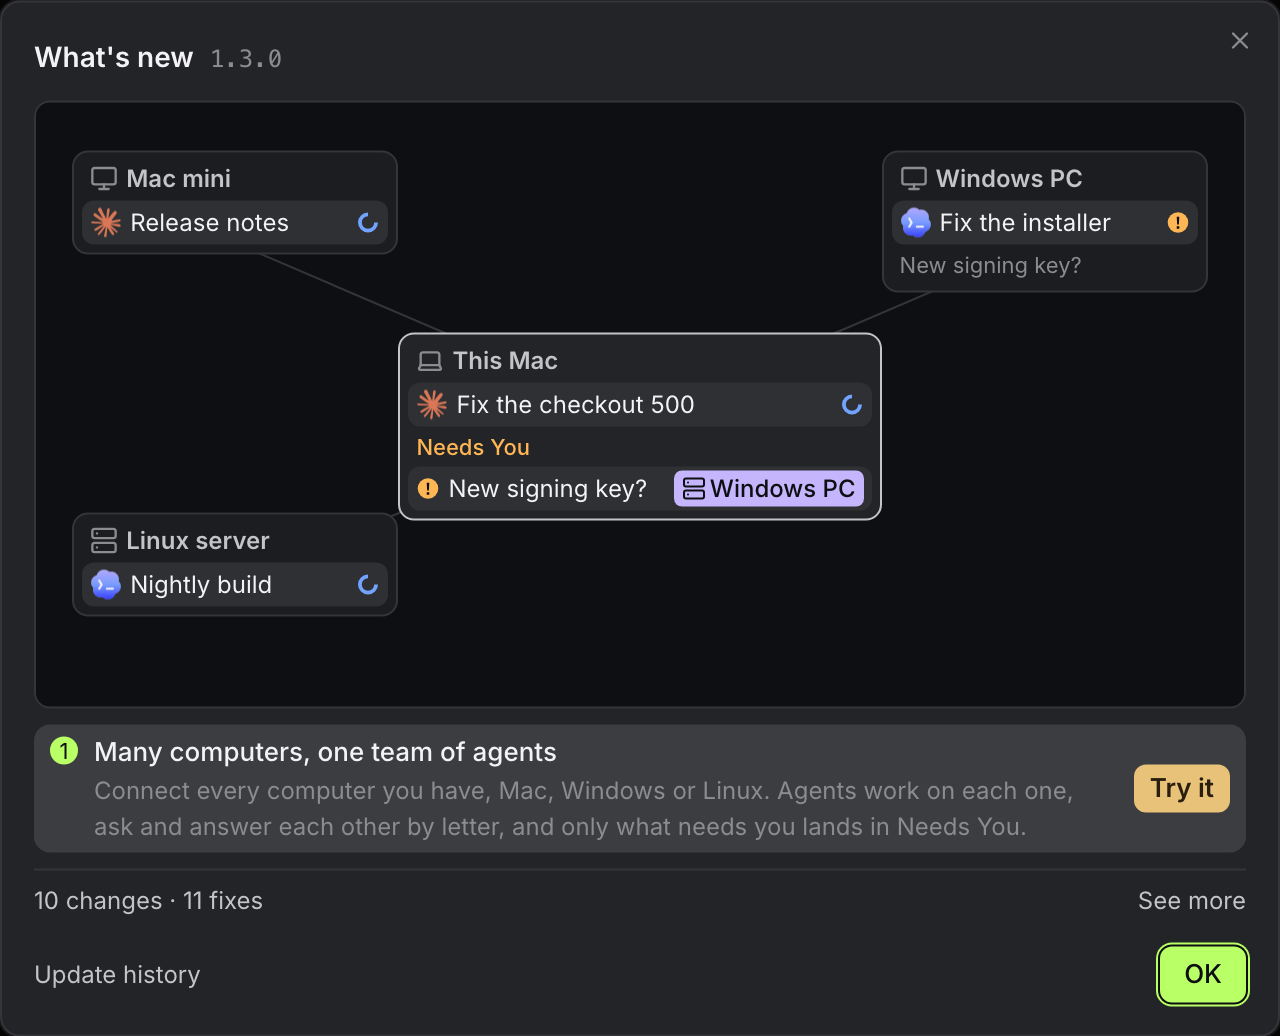 What's new 1.3.0
Mac mini
Release notes
Windows PC
Fix the installer
New signing key?
This Mac
Fix the checkout 500
Needs You
New signing key? Windows PC
Linux server
Nightly build
1 Many computers, one team of agents
Connect every computer you have, Mac, Windows or Linux. Agents work on each one,
ask and answer each other by letter, and only what needs you lands in Needs You.
Try it
10 changes · 11 fixes
See more
Update history
OK